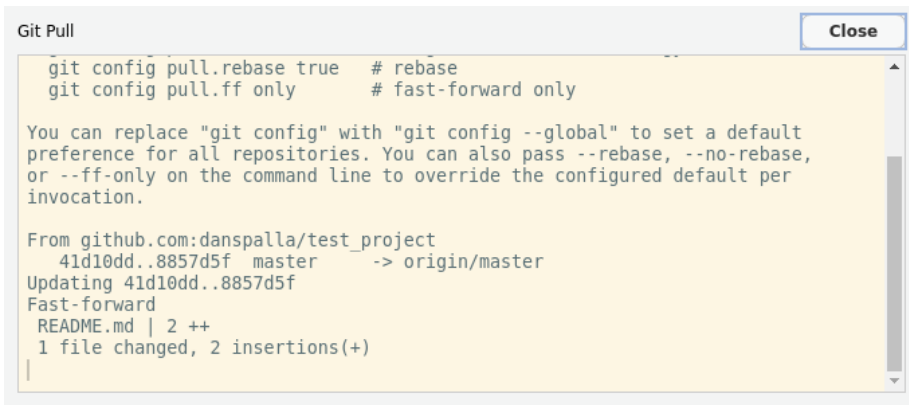 Git Pull
Close
git config pull.rebase true   # rebase
git config pull.ff only       # fast-forward only
You can replace "git config" with "git config --global" to set a default
preference for all repositories. You can also pass --rebase, --no-rebase,
or --ff-only on the command line to override the configured default per
invocation.
From github.com:danspalla/test_project
41d10dd..8857d5f  master     -> origin/master
Updating 41d10dd..8857d5f
Fast-forward
README.md | 2 ++
1 file changed, 2 insertions(+)